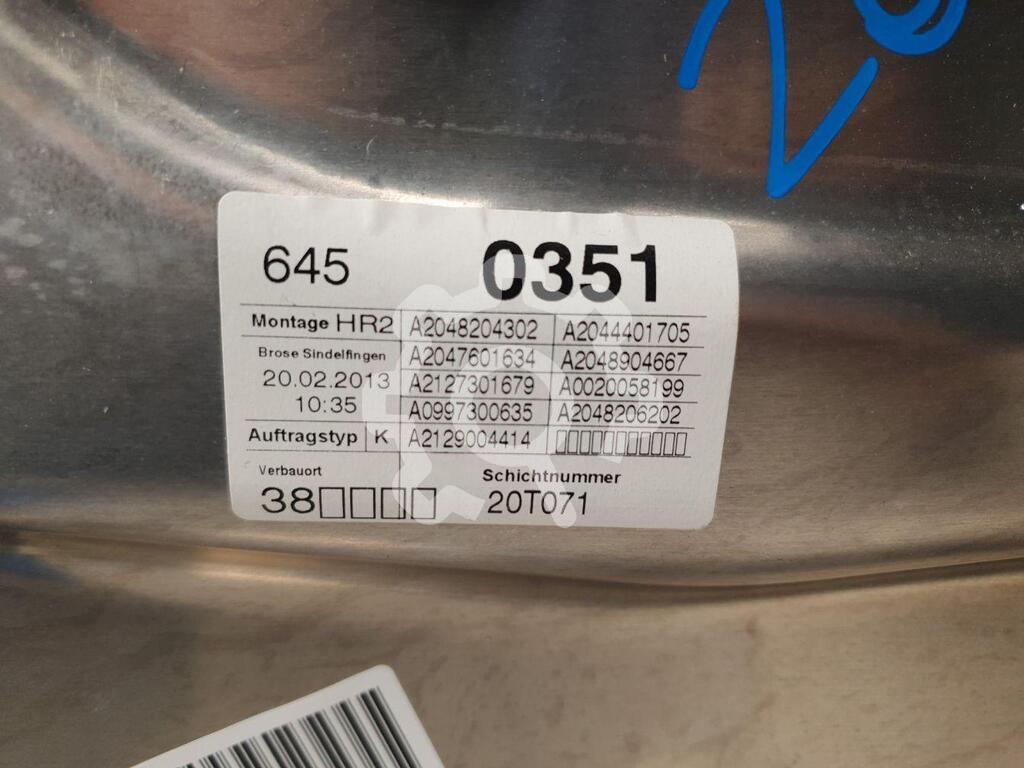 20
645 0351
Montage HR2 A2048204302 A2044401705
Brose Sindelfingen A2047601634 A2048904667
20.02.2013 A2127301679 A0020058199
10:35 A0997300635 A2048206202
Auftragstyp K A2129004414 ▯▯▯▯▯▯▯▯▯▯▯
Verbauort Schichtnummer
38▯▯▯▯ 20T071